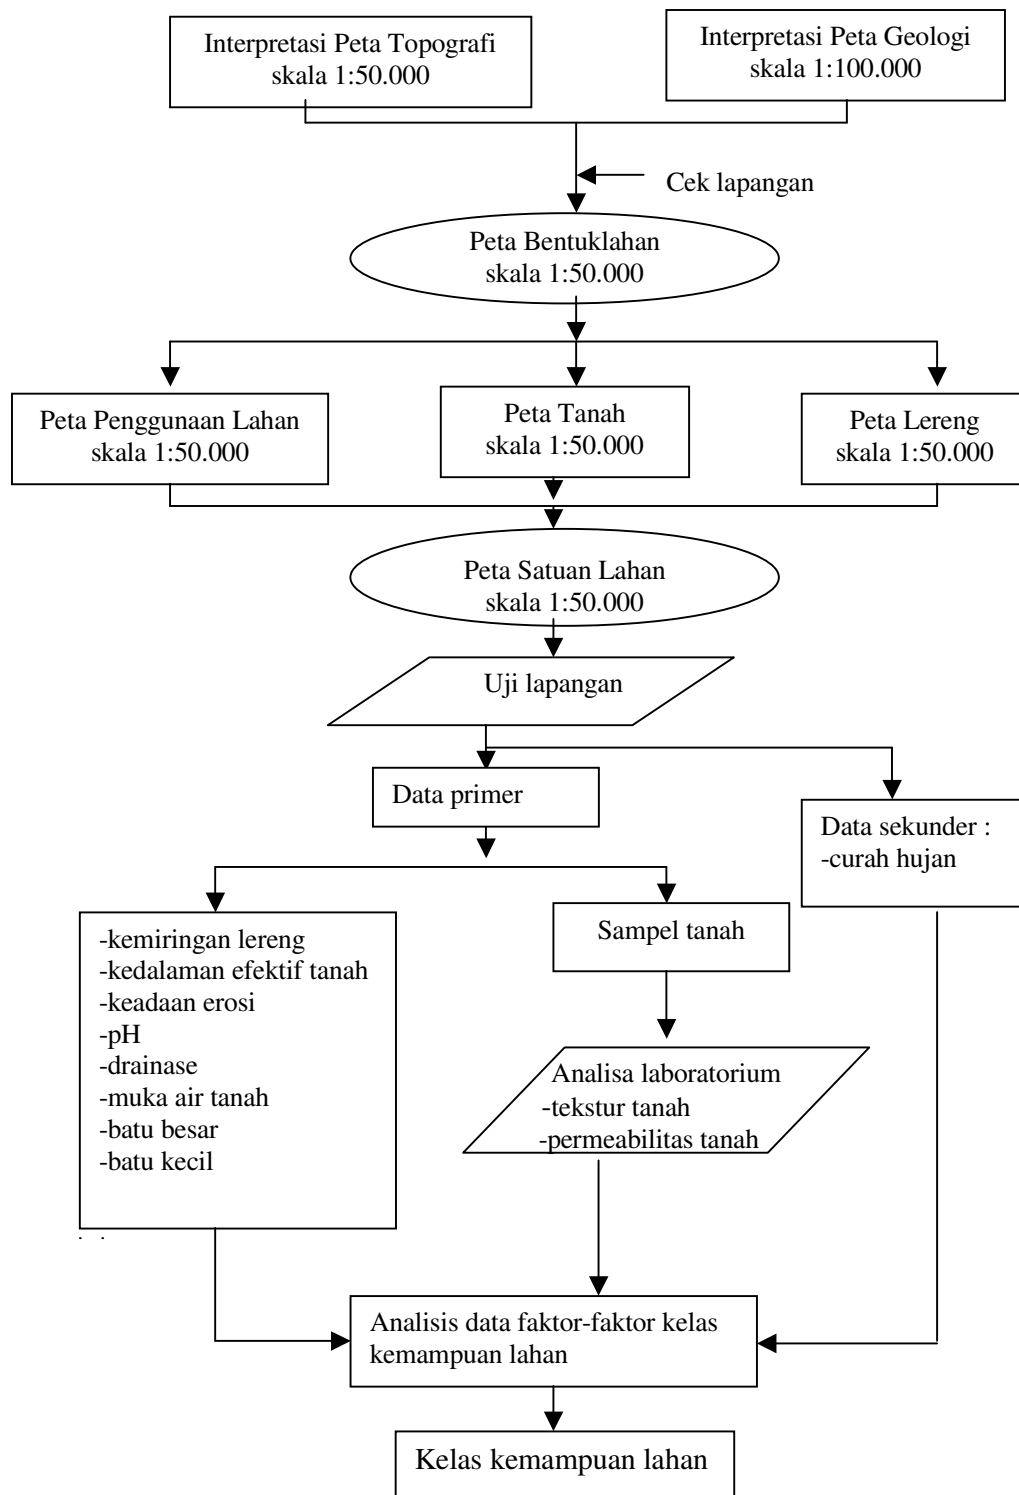 Interpretasi Peta Topografi
skala 1:50.000
Interpretasi Peta Geologi
skala 1:100.000
Cek lapangan
Peta Bentuklahan
skala 1:50.000
Peta Penggunaan Lahan
skala 1:50.000
Peta Tanah
skala 1:50.000
Peta Lereng
skala 1:50.000
Peta Satuan Lahan
skala 1:50.000
Uji lapangan
Data primer
Data sekunder :
-curah hujan
-kemiringan lereng
-kedalaman efektif tanah
-keadaan erosi
-pH
-drainase
-muka air tanah
-batu besar
-batu kecil
Sampel tanah
Analisa laboratorium
-tekstur tanah
-permeabilitas tanah
Analisis data faktor-faktor kelas
kemampuan lahan
Kelas kemampuan lahan